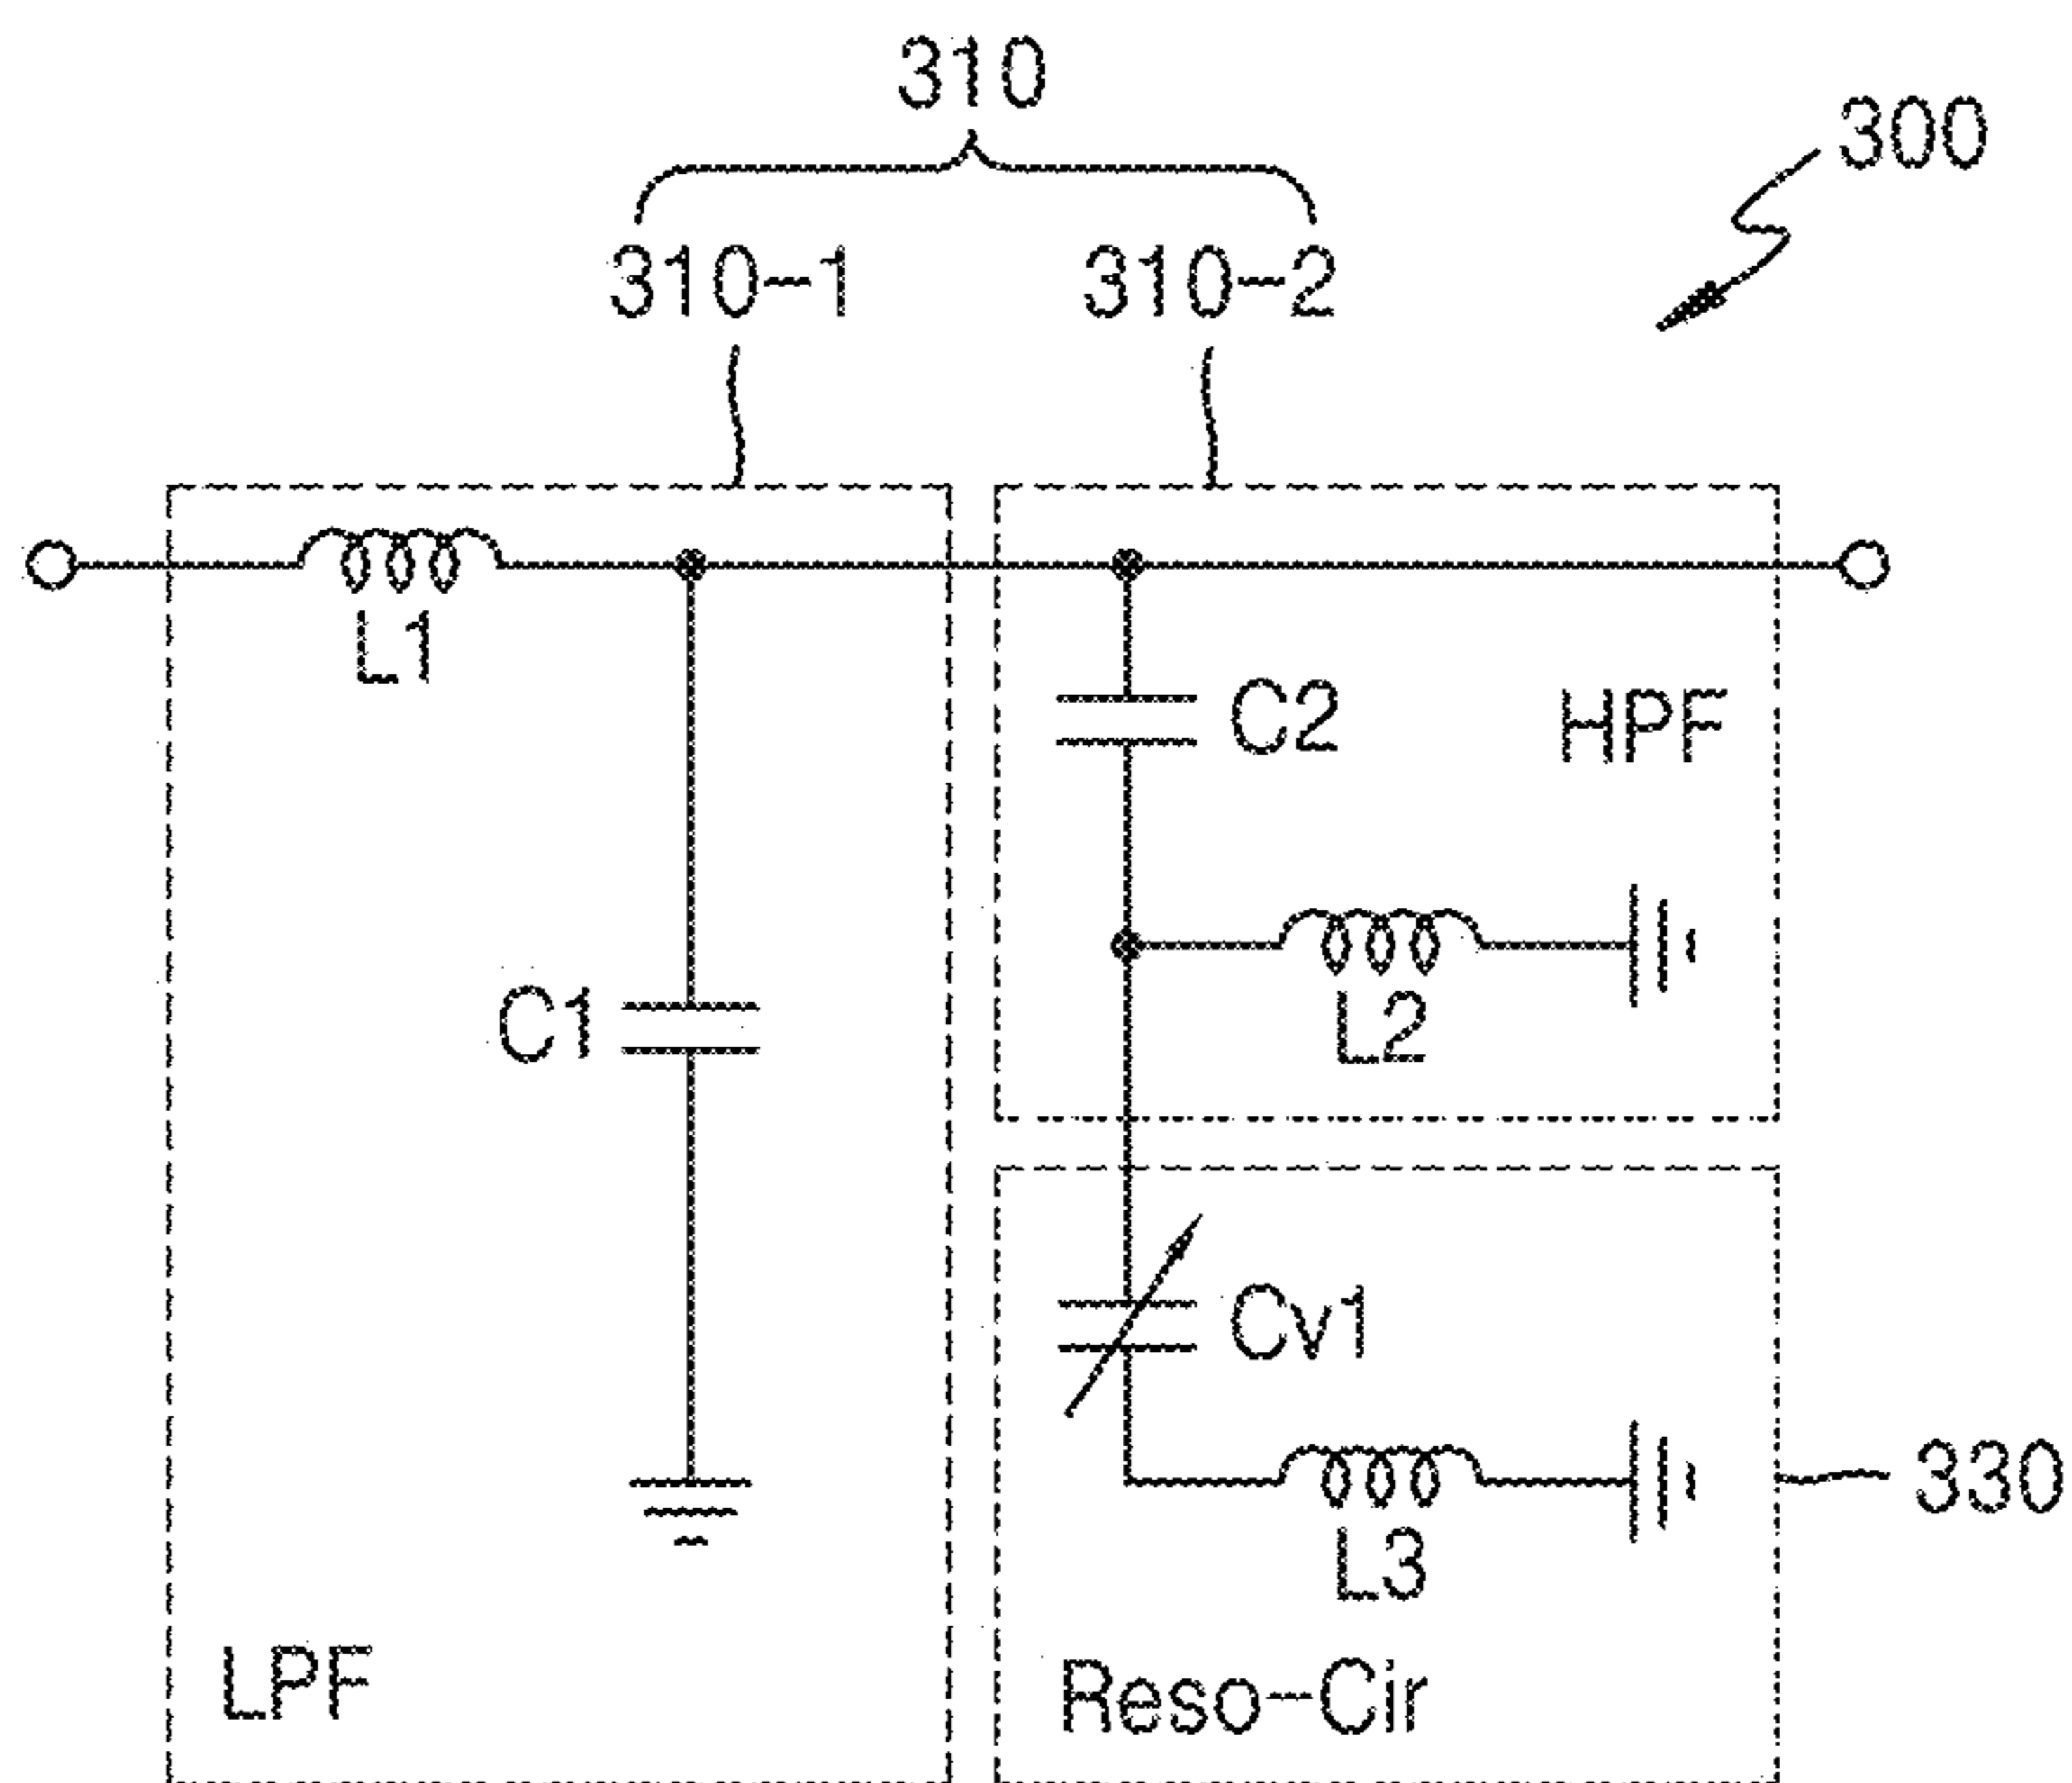 310
300
310-1
310-2
L1
C2
HPF
C1
L2
Cv1
330
L3
LPF
Reso-Cir